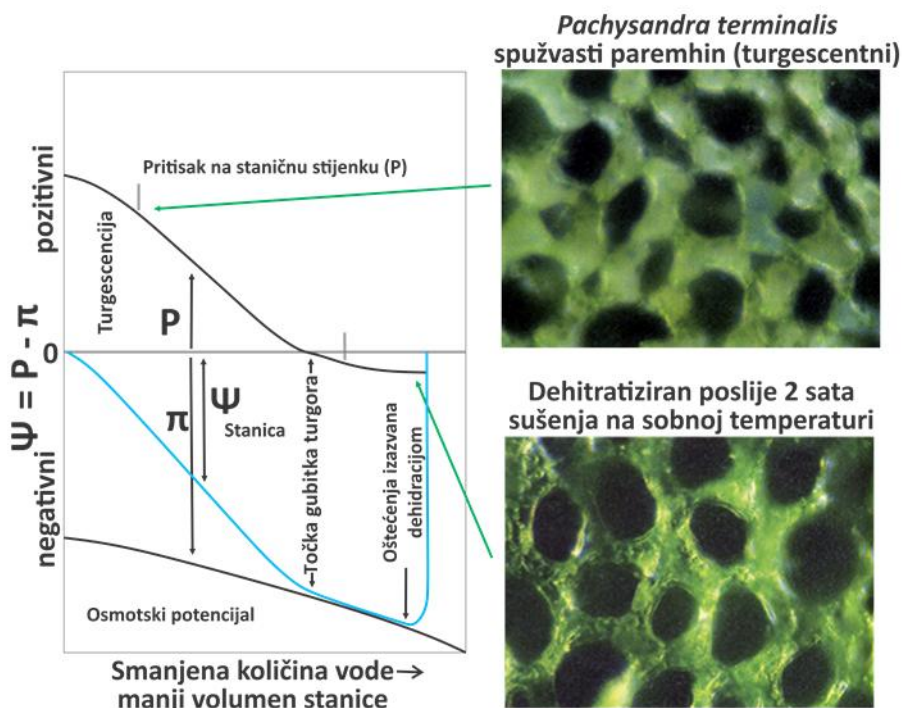 Pachysandra terminalis
spužvasti paremhin (turgescentni)
Pritisak na staničnu stijenku (P)
pozitivni
Turgescencija
P
0
Ψ = P - π
π
Ψ
Stanica
negativni
Točka gubitka turgora
Oštećenja izazvana
dehidracijom
Osmotski potencijal
Smanjena količina vode→
manji volumen stanice
Dehitratiziran poslije 2 sata
sušenja na sobnoj temperaturi